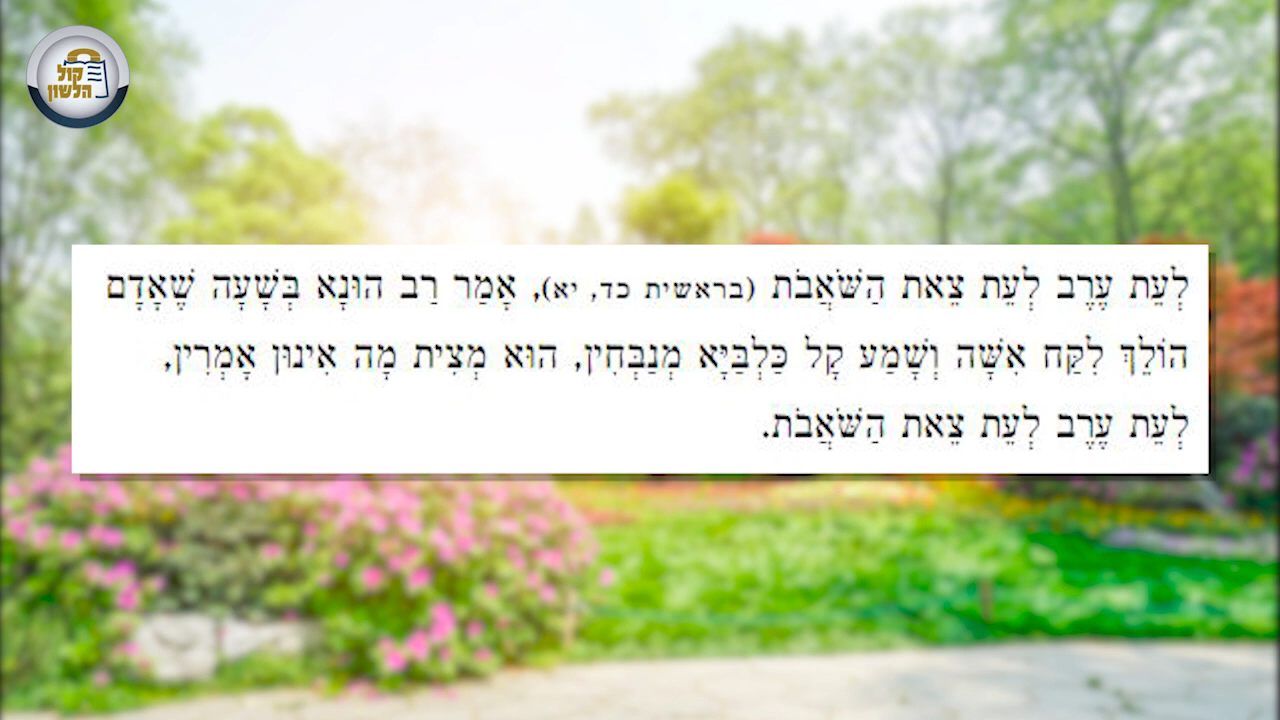 קול
הלשון
לְעֵת עֶרֶב לְעֵת צֵאת הַשֹּׁאֲבֹת (בראשית כד, יא), אָמַר רַב הוּנָא בְּשָׁעָה שֶׁאָדָם
הוֹלֵךְ לִקַּח אִשָּׁה וְשָׁמַע קָל כַּלְבַּיָּא מְנַבְּחִין, הוּא מְצִית מָה אִינוּן אָמְרִין,
לְעֵת עֶרֶב לְעֵת צֵאת הַשֹּׁאֲבֹת.